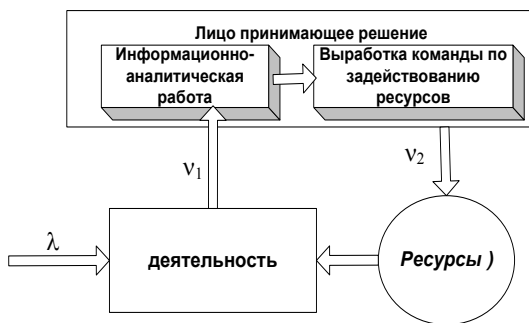 Лицо принимающее решение
Информационно-
аналитическая
работа
Выработка команды по
задействованию
ресурсов
ν1
ν2
λ
деятельность
Ресурсы )